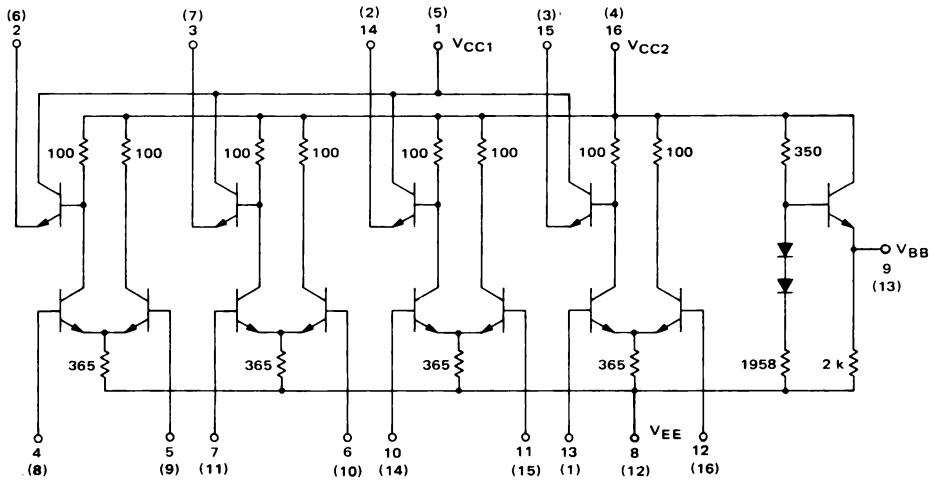 (6) (7) (2) (5) (3) (4)
2 3 14 1 15 16
VCC1 VCC2
100 100 100 100 100 100 100 100 350
VBB
9
(13)
365 365 365 365 1958 2 k
VEE
4 5 7 6 10 11 13 8 12
(8) (9) (11) (10) (14) (15) (1) (12) (16)